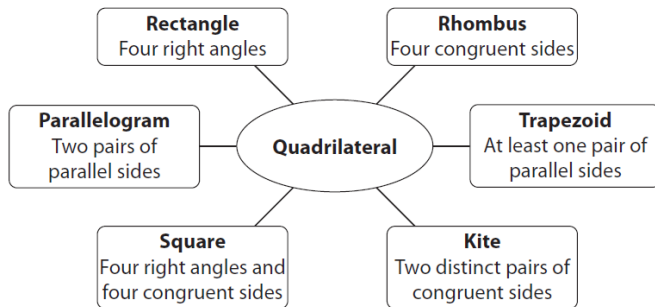 Rectangle
Four right angles
Rhombus
Four congruent sides
Parallelogram
Two pairs of
parallel sides
Quadrilateral
Trapezoid
At least one pair of
parallel sides
Square
Four right angles and
four congruent sides
Kite
Two distinct pairs of
congruent sides